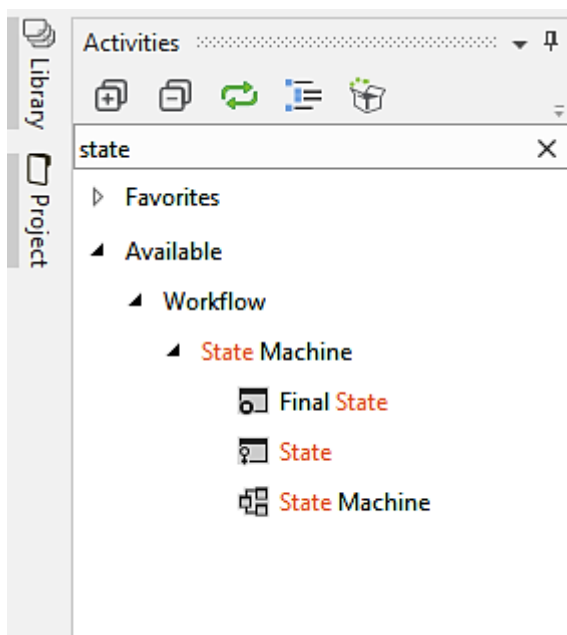 Library
Project
Activities
state
Favorites
Available
Workflow
State Machine
Final State
State
State Machine